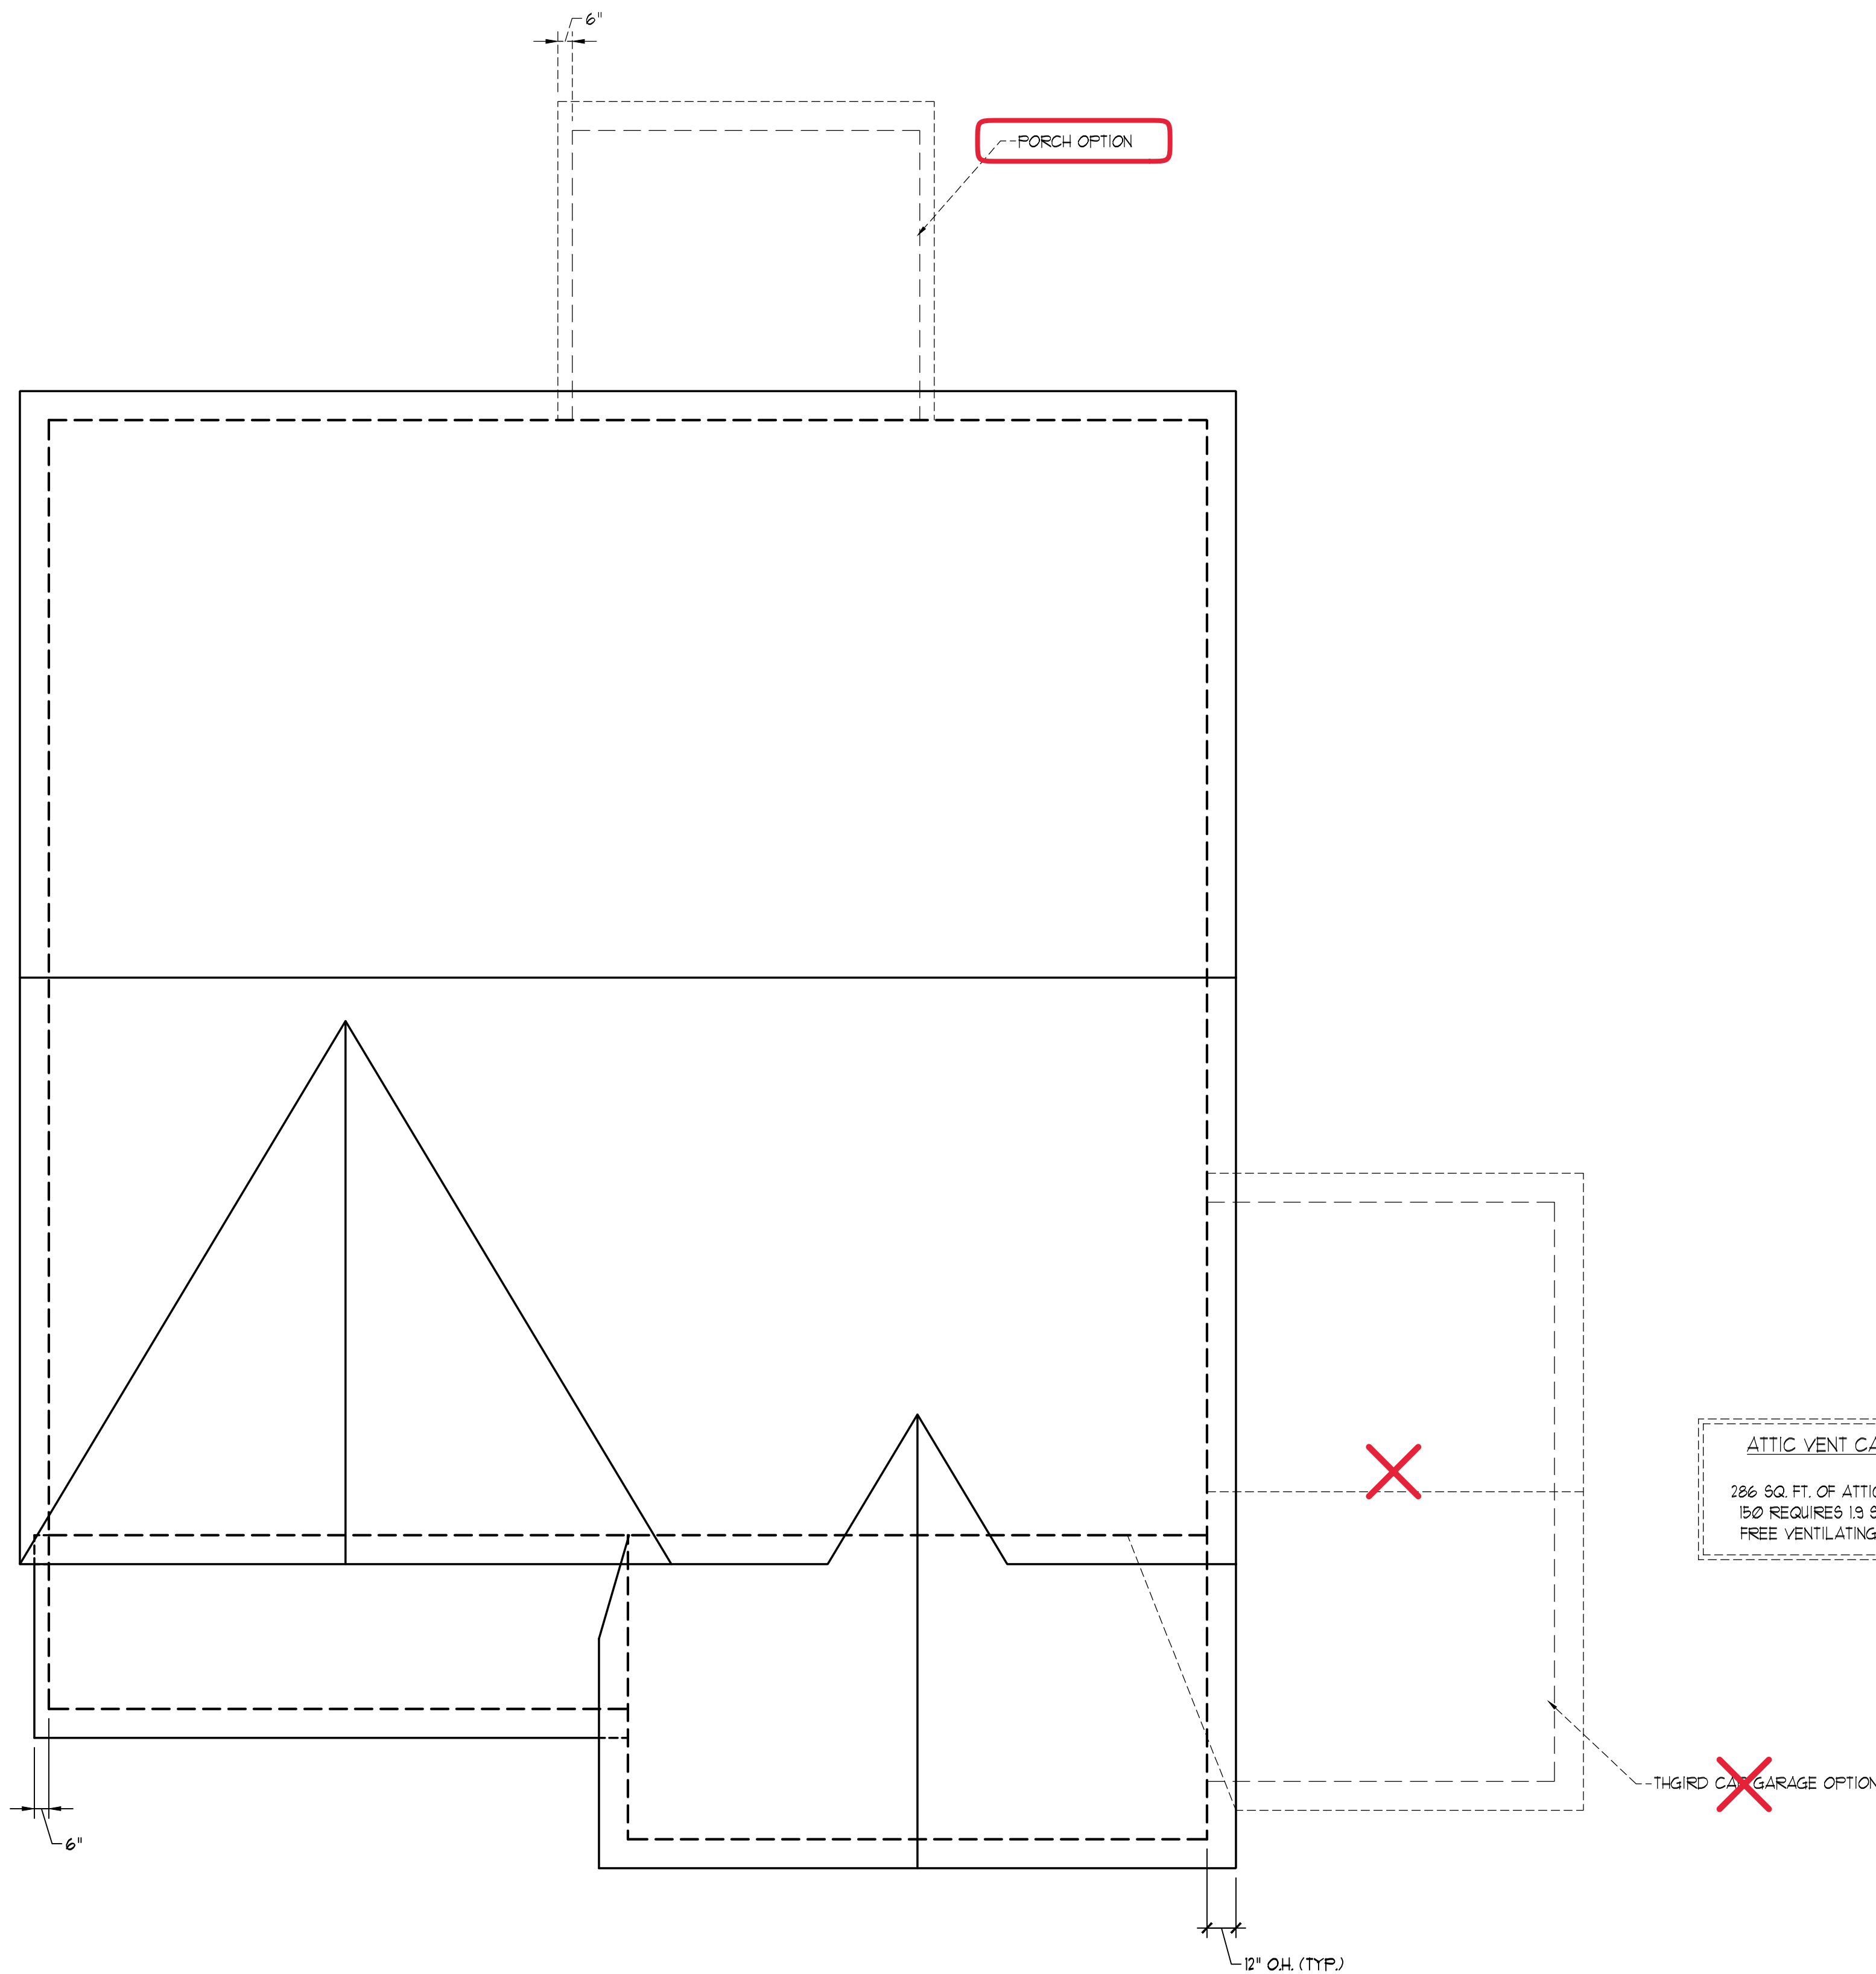 6"
PORCH OPTION
ATTIC VENT CA
286 SQ. FT. OF ATTIC
150 REQUIRES 1.9 S
FREE VENTILATING
THGIRD CAR GARAGE OPTION
6"
12" O.H. (TYP.)